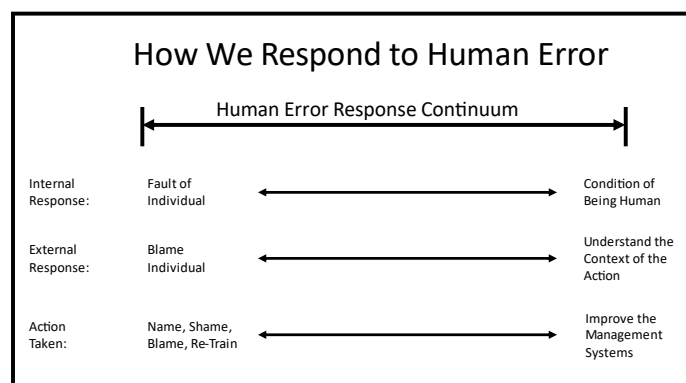 How We Respond to Human Error
Human Error Response Continuum
Internal
Response:
Fault of
Individual
Condition of
Being Human
External
Response:
Blame
Individual
Understand the
Context of the
Action
Action
Taken:
Name, Shame,
Blame, Re-Train
Improve the
Management
Systems